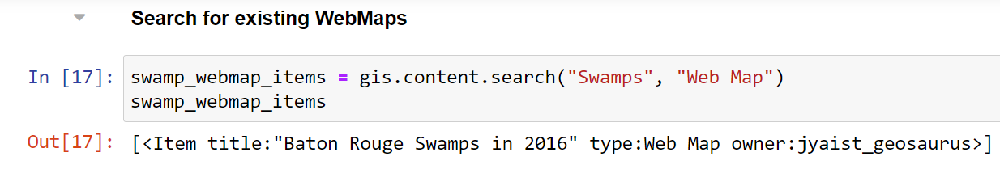 Search for existing WebMaps
In [17]: swamp_webmap_items = gis.content.search("Swamps", "Web Map")
swamp_webmap_items
Out[17]: [<Item title:"Baton Rouge Swamps in 2016" type:Web Map owner:jyaist_geosaurus>]